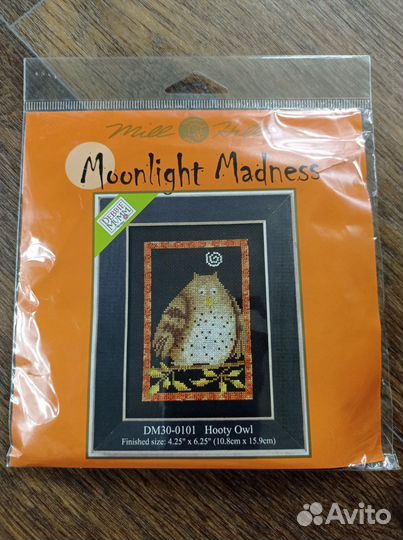 Mill Hill
Moonlight Madness
DEBBIE
MUMM
DM30-0101 Hooty Owl
Finished size: 4.25" x 6.25" (10.8cm x 15.9cm)
Avito